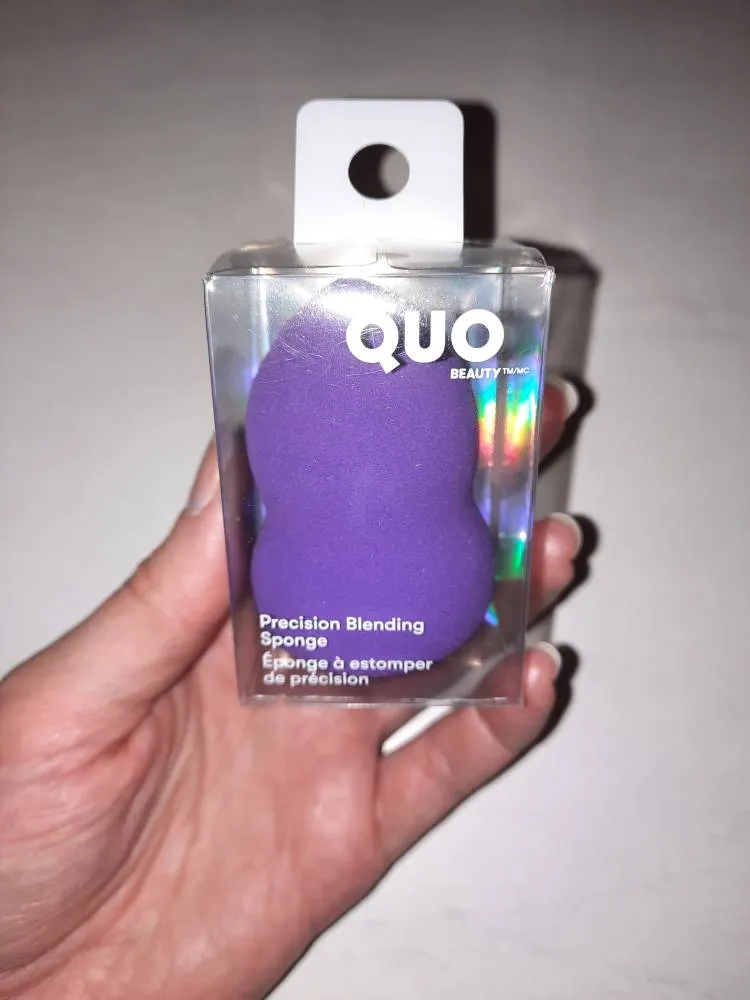 QUO
BEAUTY™/MC
Precision Blending
Sponge
Éponge à estomper
de précision